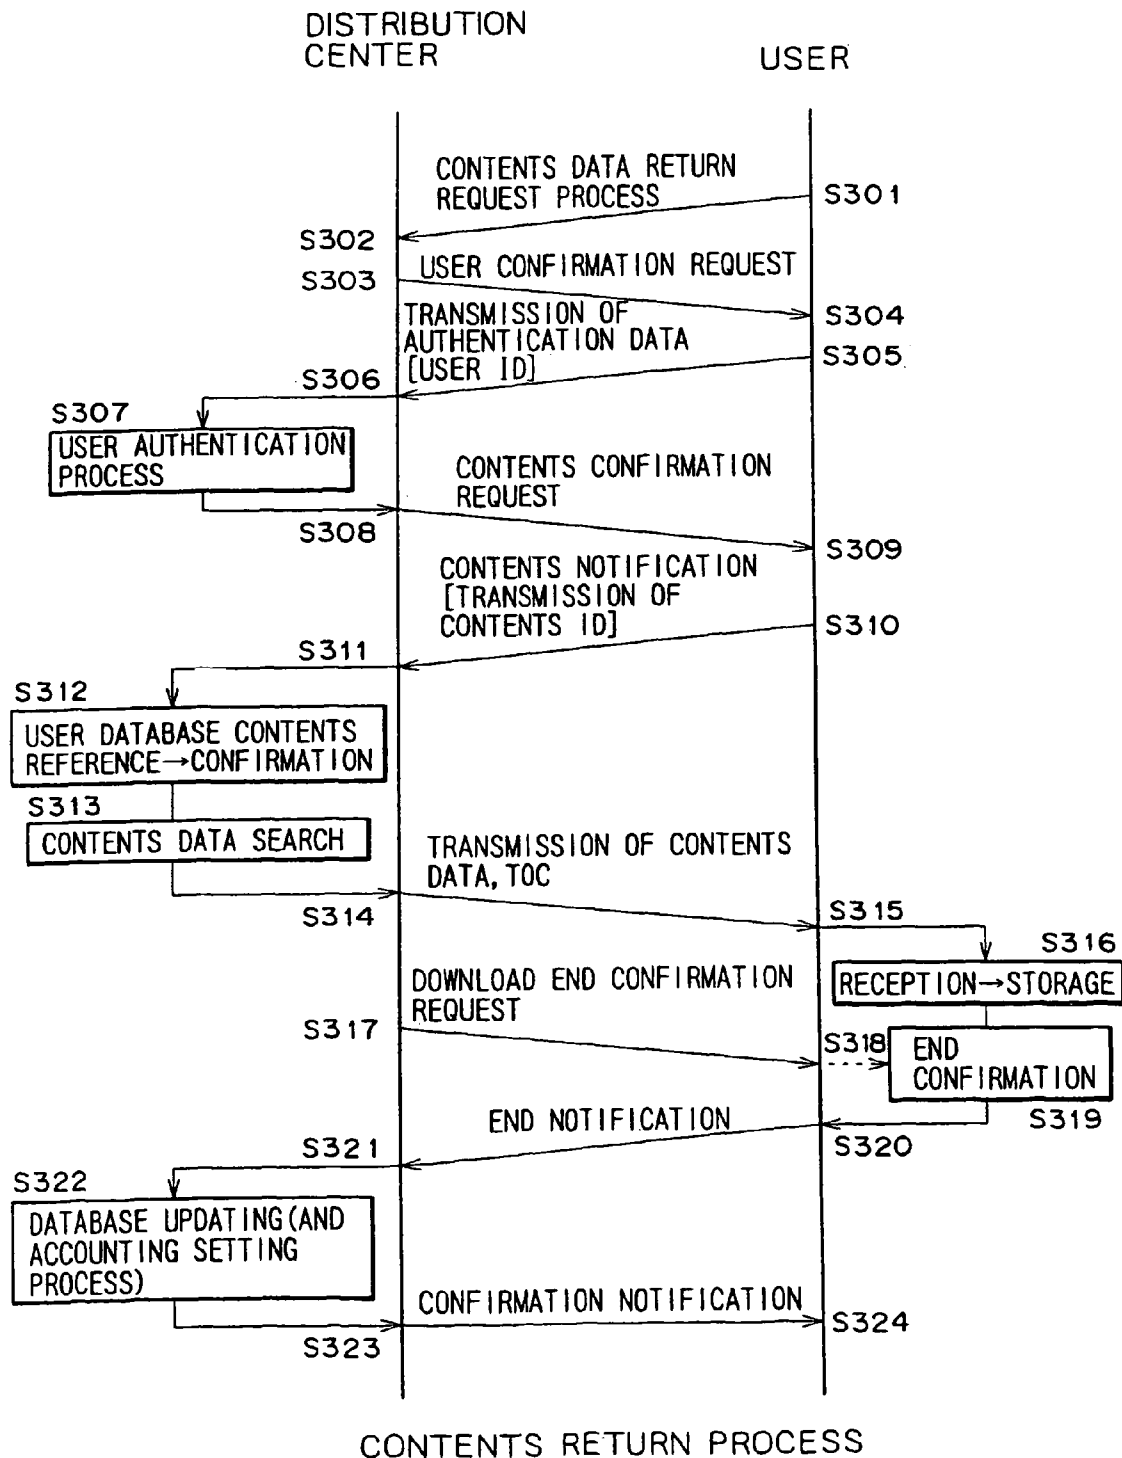 DISTRIBUTION
CENTER
USER
CONTENTS DATA RETURN
REQUEST PROCESS
S301
S302
S303
USER CONFIRMATION REQUEST
S304
TRANSMISSION OF
AUTHENTICATION DATA
[USER ID]
S305
S306
S307
USER AUTHENTICATION
PROCESS
CONTENTS CONFIRMATION
REQUEST
S308
S309
CONTENTS NOTIFICATION
[TRANSMISSION OF
CONTENTS ID]
S310
S311
S312
USER DATABASE CONTENTS
REFERENCE→CONFIRMATION
S313
CONTENTS DATA SEARCH
TRANSMISSION OF CONTENTS
DATA, TOC
S314
S315
S316
RECEPTION→STORAGE
DOWNLOAD END CONFIRMATION
REQUEST
S317
S318
END
CONFIRMATION
S319
END NOTIFICATION
S320
S321
S322
DATABASE UPDATING(AND
ACCOUNTING SETTING
PROCESS)
CONFIRMATION NOTIFICATION
S323
S324
CONTENTS RETURN PROCESS